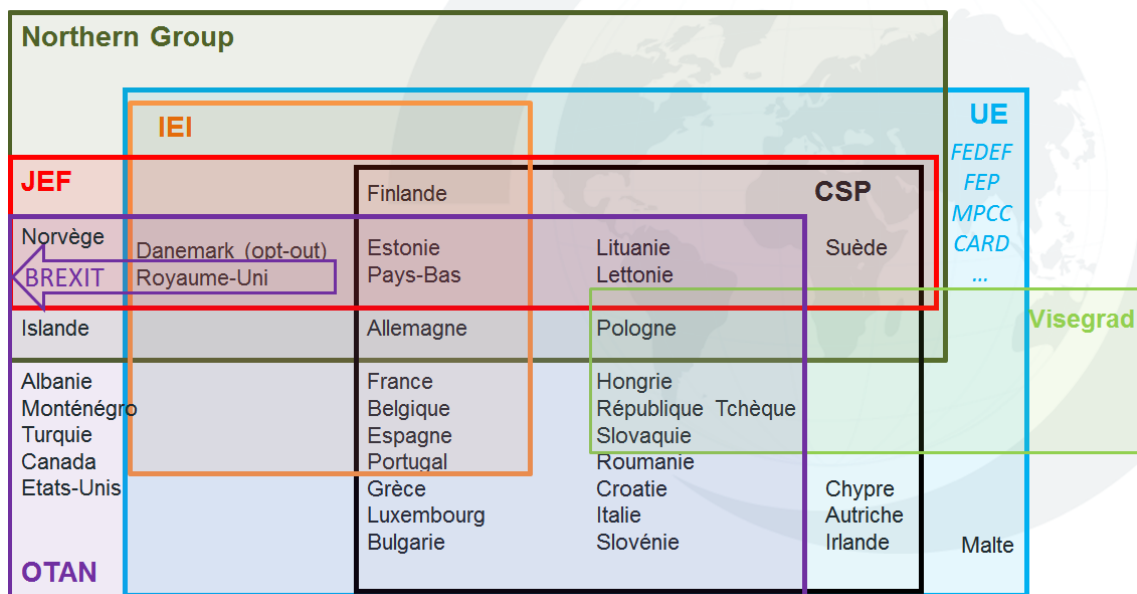 Northern Group
IEI
UE
FEDEF
FEP
MPCC
CARD
...
JEF
CSP
Finlande
Norvège
Danemark (opt-out)
Estonie
Lituanie
Suède
BREXIT
Royaume-Uni
Pays-Bas
Lettonie
Visegrad
Islande
Allemagne
Pologne
Albanie
France
Hongrie
Monténégro
Belgique
République Tchèque
Turquie
Espagne
Slovaquie
Canada
Portugal
Roumanie
Etats-Unis
Grèce
Croatie
Chypre
Luxembourg
Italie
Autriche
Bulgarie
Slovénie
Irlande
Malte
OTAN